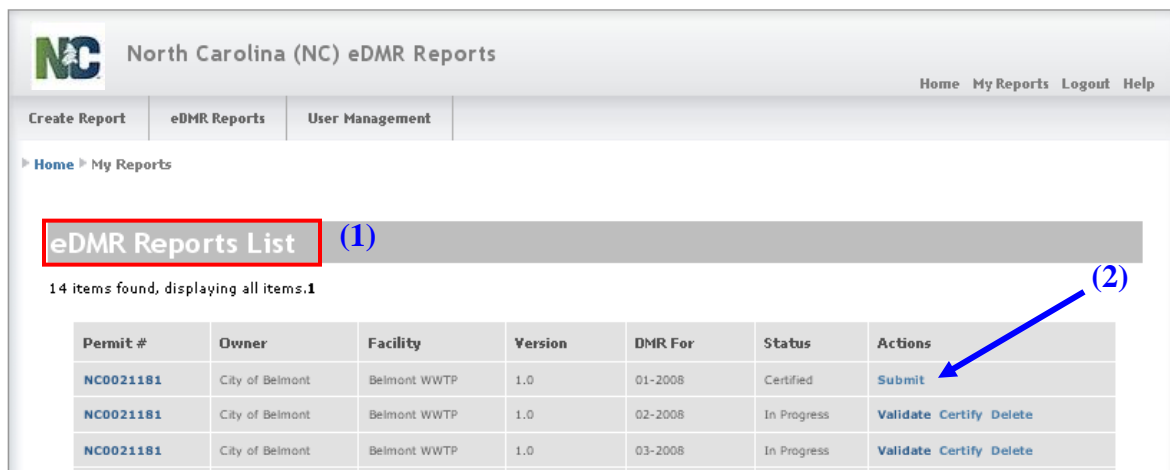 NC North Carolina (NC) eDMR Reports
Home My Reports Logout Help
Create Report eDMR Reports User Management
Home My Reports
eDMR Reports List (1)
14 items found, displaying all items.1
(2)
Permit # Owner Facility Version DMR For Status Actions
NC0021181 City of Belmont Belmont WWTP 1.0 01-2008 Certified Submit
NC0021181 City of Belmont Belmont WWTP 1.0 02-2008 In Progress Validate Certify Delete
NC0021181 City of Belmont Belmont WWTP 1.0 03-2008 In Progress Validate Certify Delete